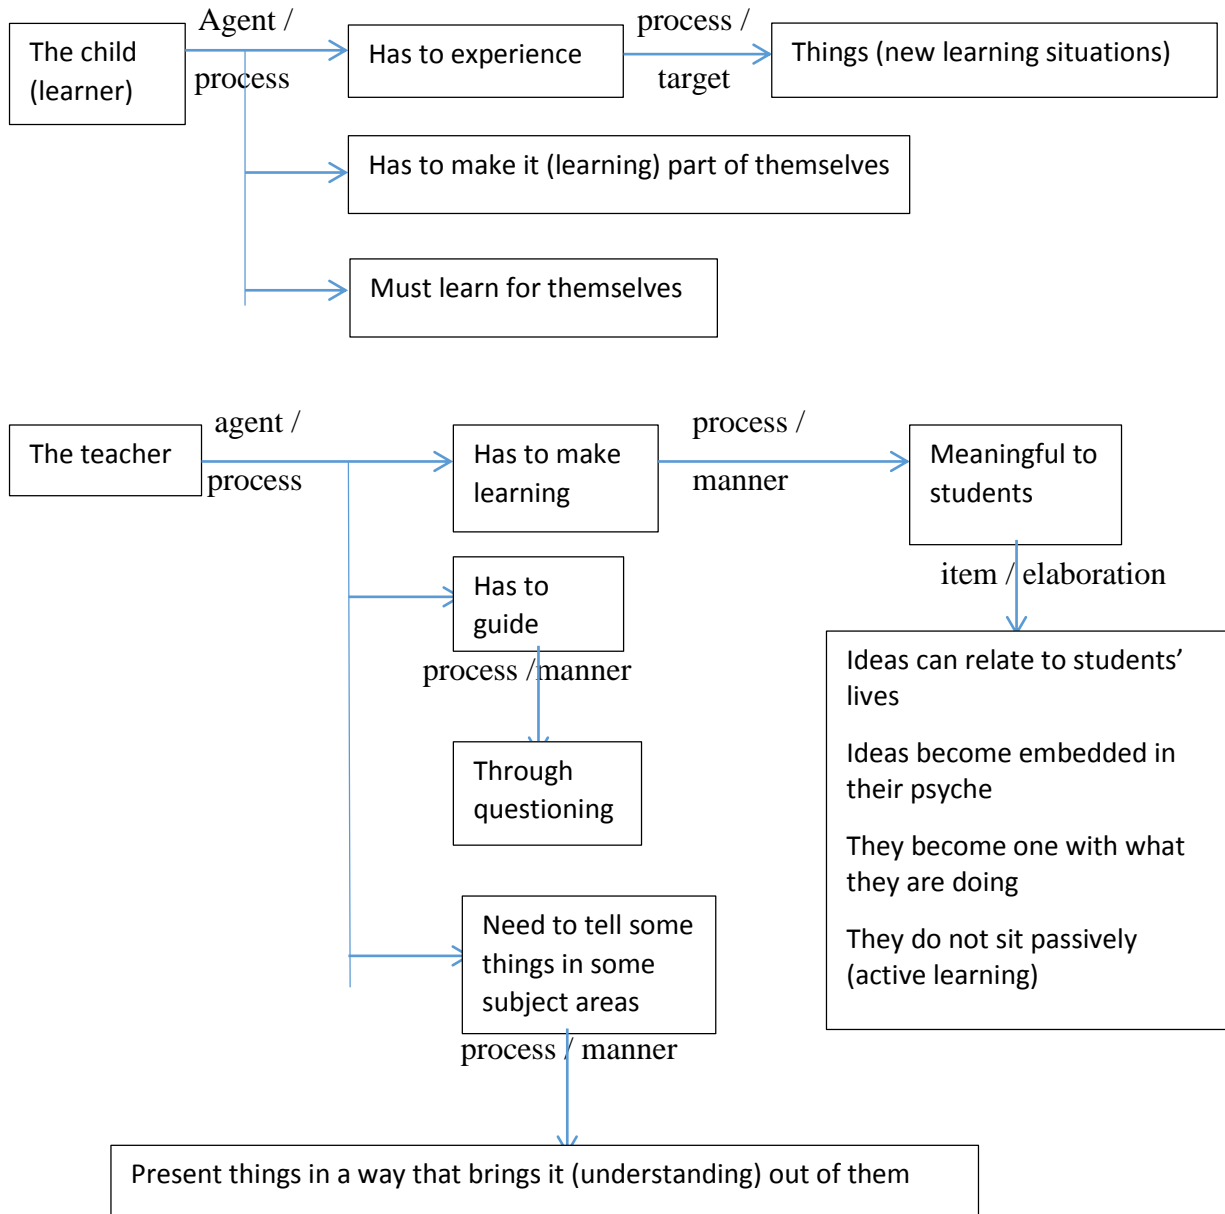 Agent /
process /
The child
(learner)
Has to experience
Things (new learning situations)
process
target
Has to make it (learning) part of themselves
Must learn for themselves
agent /
process /
The teacher
Has to make
learning
Meaningful to
students
process
manner
item / elaboration
Has to
guide
process /manner
Through
questioning
Ideas can relate to students’
lives
Ideas become embedded in
their psyche
They become one with what
they are doing
They do not sit passively
(active learning)
Need to tell some
things in some
subject areas
process / manner
Present things in a way that brings it (understanding) out of them